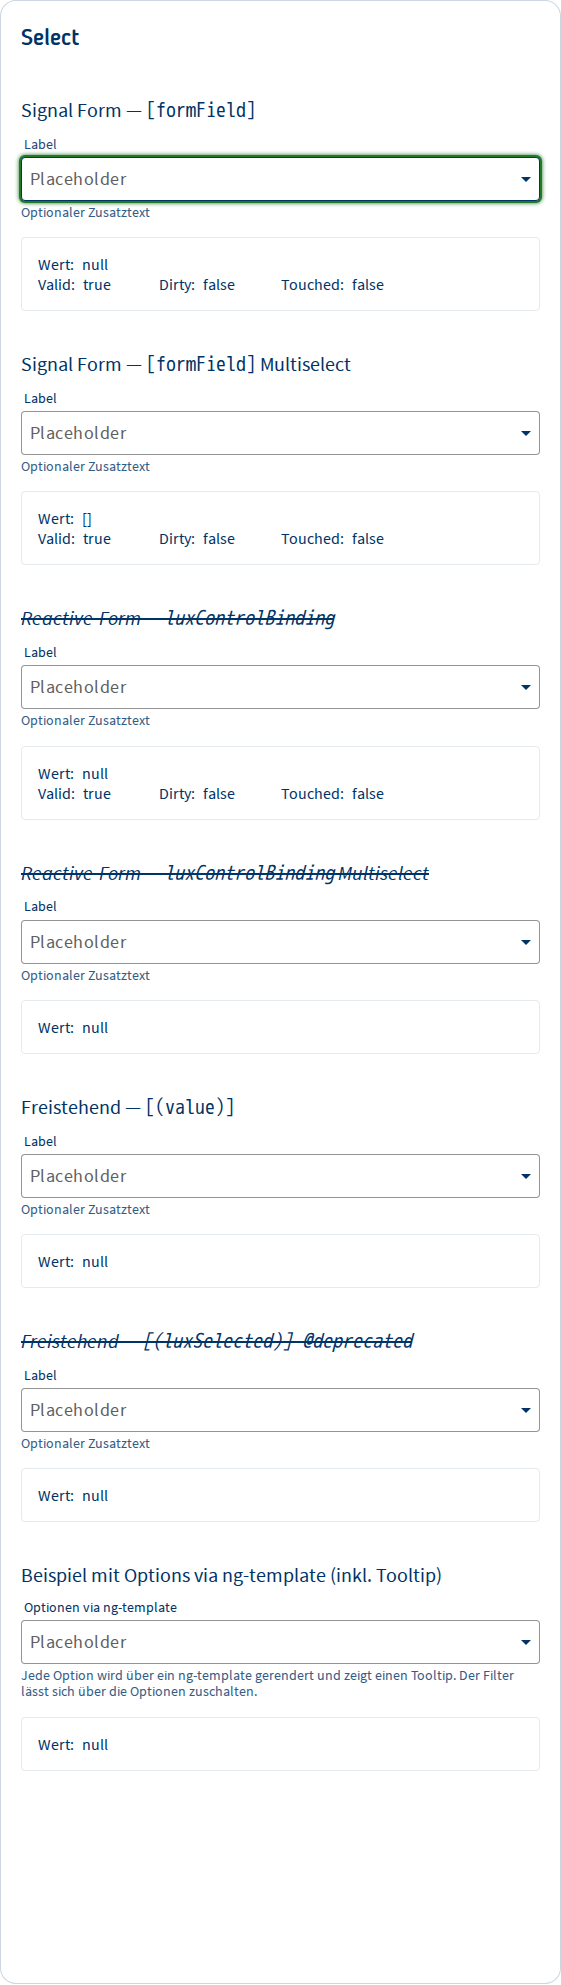 Select
Signal Form — [formField]
Label
Placeholder
Optionaler Zusatztext
Wert: null
Valid: true Dirty: false Touched: false
Signal Form — [formField] Multiselect
Label
Placeholder
Optionaler Zusatztext
Wert: []
Valid: true Dirty: false Touched: false
Reactive Form — luxControlBinding
Label
Placeholder
Optionaler Zusatztext
Wert: null
Valid: true Dirty: false Touched: false
Reactive Form — luxControlBinding Multiselect
Label
Placeholder
Optionaler Zusatztext
Wert: null
Freistehend — [(value)]
Label
Placeholder
Optionaler Zusatztext
Wert: null
Freistehend — [(luxSelected)] @deprecated
Label
Placeholder
Optionaler Zusatztext
Wert: null
Beispiel mit Options via ng-template (inkl. Tooltip)
Optionen via ng-template
Placeholder
Jede Option wird über ein ng-template gerendert und zeigt einen Tooltip. Der Filter
lässt sich über die Optionen zuschalten.
Wert: null